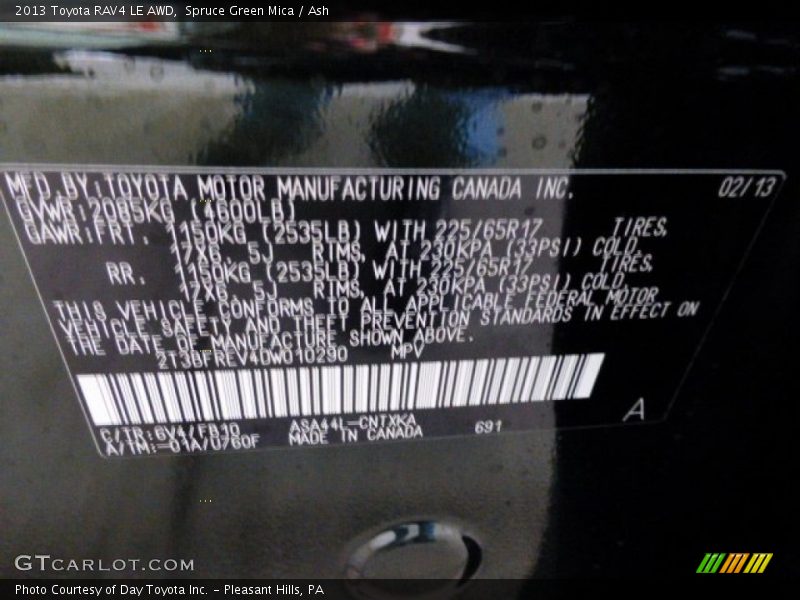 2013 Toyota RAV4 LE AWD, Spruce Green Mica / Ash
MFD.BY:TOYOTA MOTOR MANUFACTURING CANADA INC. 02/13
GVWR:2085KG (4600LB)
GAWR:FRT. 1150KG (2535LB) WITH 225/65R17 TIRES,
17X6.5J RIMS, AT 230KPA (33PSI) COLD
RR. 1150KG (2535LB) WITH 225/65R17 TIRES,
17X6.5J RIMS, AT 230KPA (33PSI) COLD
THIS VEHICLE CONFORMS TO ALL APPLICABLE FEDERAL MOTOR
VEHICLE SAFETY AND THEFT PREVENTION STANDARDS IN EFFECT ON
THE DATE OF MANUFACTURE SHOWN ABOVE.
2T3BFREV4DW010290 MPV
A
C/TR:6V4/FB10 ASA44L-CNTXKA 691
A/TM:-01A/U760F MADE IN CANADA
GTCARLOT.COM
Photo Courtesy of Day Toyota Inc. - Pleasant Hills, PA